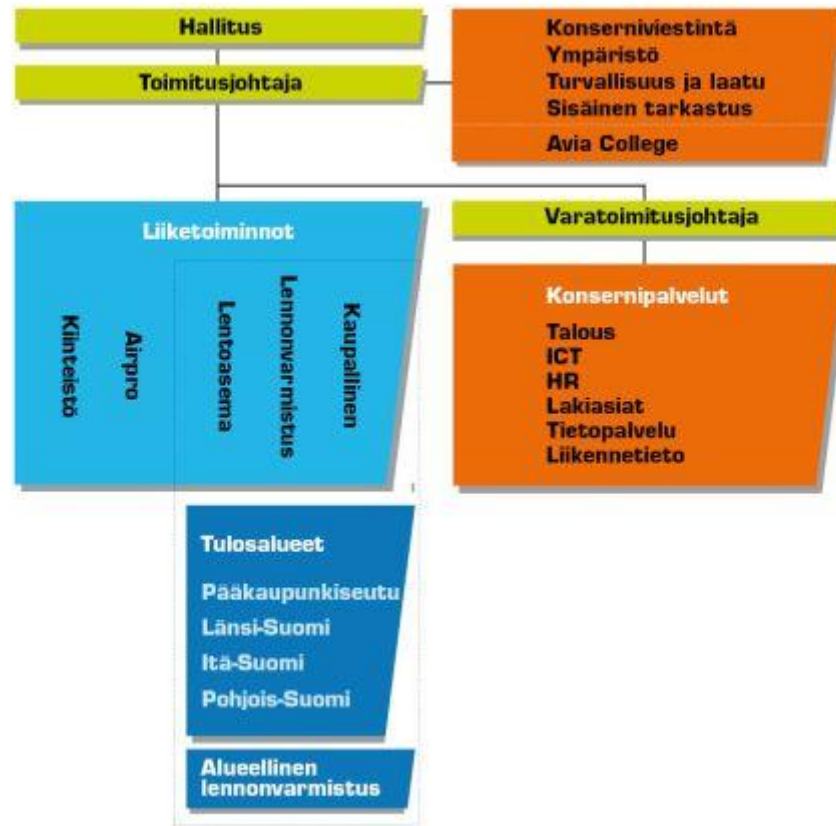 Hallitus
Toimitusjohtaja
Konserniviestintä
Ympäristö
Turvallisuus ja laatu
Sisäinen tarkastus
Avia College
Liiketoiminnot
Kiinteistö
Airpro
Lentoasema
Lennonvarmistus
Kaupallinen
Varatoimitusjohtaja
Konsernipalvelut
Talous
ICT
HR
Lakiasiat
Tietopalvelu
Liikennetieto
Tulosalueet
Pääkaupunkiseutu
Länsi-Suomi
Itä-Suomi
Pohjois-Suomi
Alueellinen
lennonvarmistus